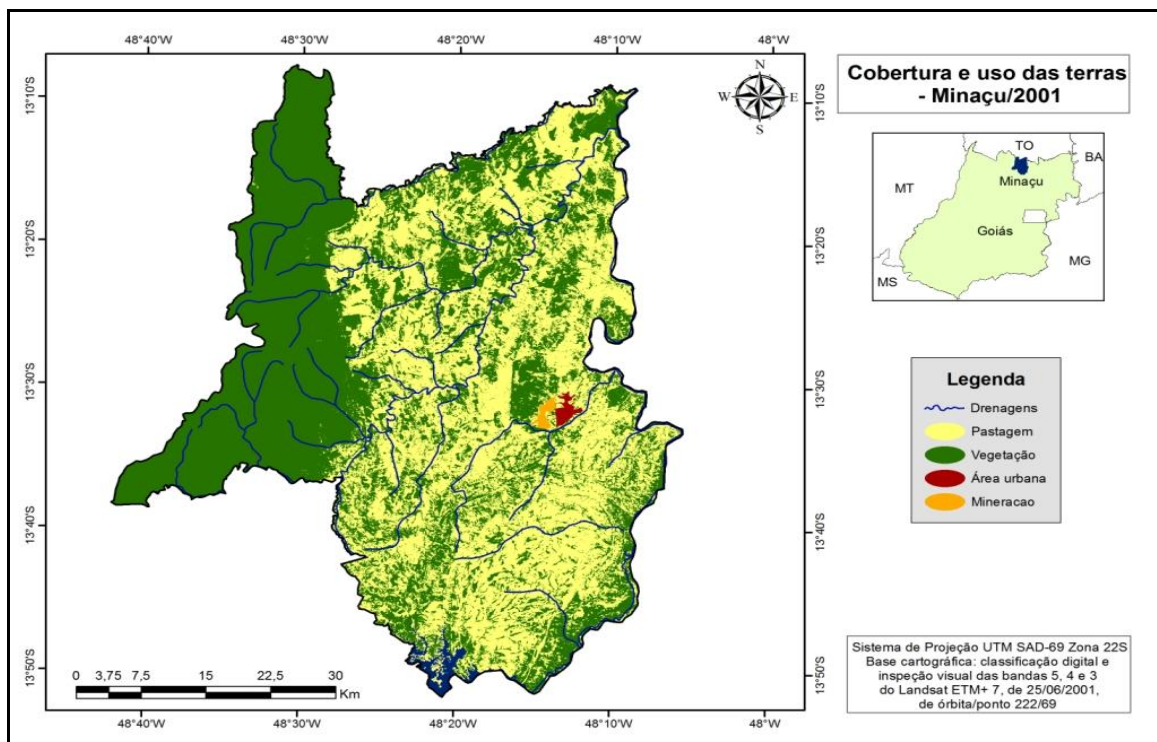 48°40'W 48°30'W 48°20'W 48°10'W 48°W
Cobertura e uso das terras
- Minaçu/2001
N
W E
S
13°10'S 13°10'S
TO
BA
MT
Minaçu
Goiás
MG
MS
13°20'S 13°20'S
13°30'S 13°30'S
Legenda
Drenagens
Pastagem
Vegetação
Área urbana
Mineracao
13°40'S 13°40'S
13°50'S 13°50'S
Sistema de Projeção UTM SAD-69 Zona 22S
Base cartográfica: classificação digital e
inspeção visual das bandas 5, 4 e 3
do Landsat ETM+ 7, de 25/06/2001,
de órbita/ponto 222/69
0 3,75 7,5 15 22,5 30
Km
48°40'W 48°30'W 48°20'W 48°10'W 48°W